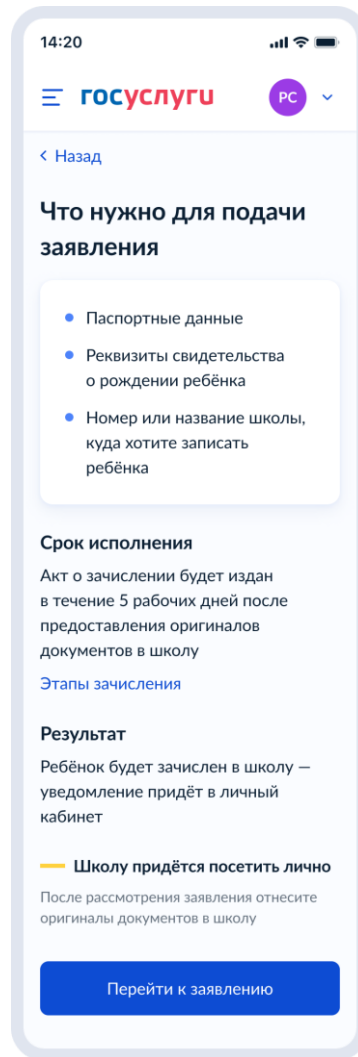 14:20
госуслуги
РС
Назад
Что нужно для подачи
заявления
Паспортные данные
Реквизиты свидетельства
о рождении ребёнка
Номер или название школы,
куда хотите записать
ребёнка
Срок исполнения
Акт о зачислении будет издан
в течение 5 рабочих дней после
предоставления оригиналов
документов в школу
Этапы зачисления
Результат
Ребёнок будет зачислен в школу —
уведомление придёт в личный
кабинет
Школу придётся посетить лично
После рассмотрения заявления отнесите
оригиналы документов в школу
Перейти к заявлению